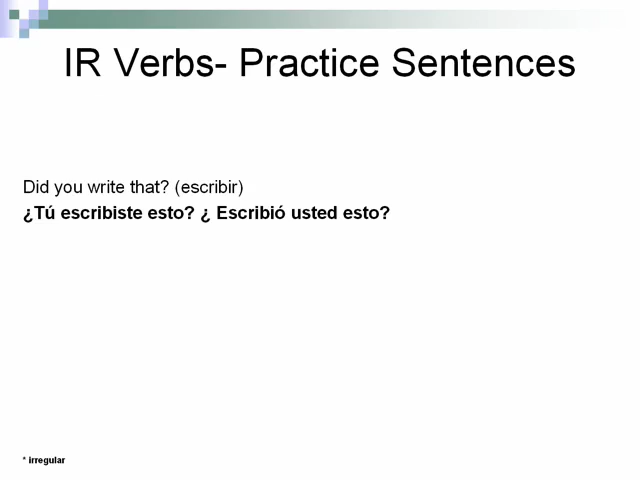 IR Verbs- Practice Sentences
Did you write that? (escribir)
¿Tú escribiste esto? ¿ Escribió usted esto?
* irregular